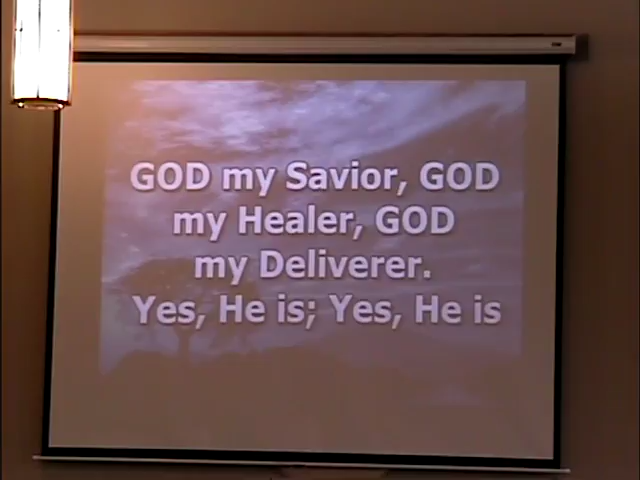 GOD my Savior, GOD
my Healer, GOD
my Deliverer.
Yes, He is; Yes, He is